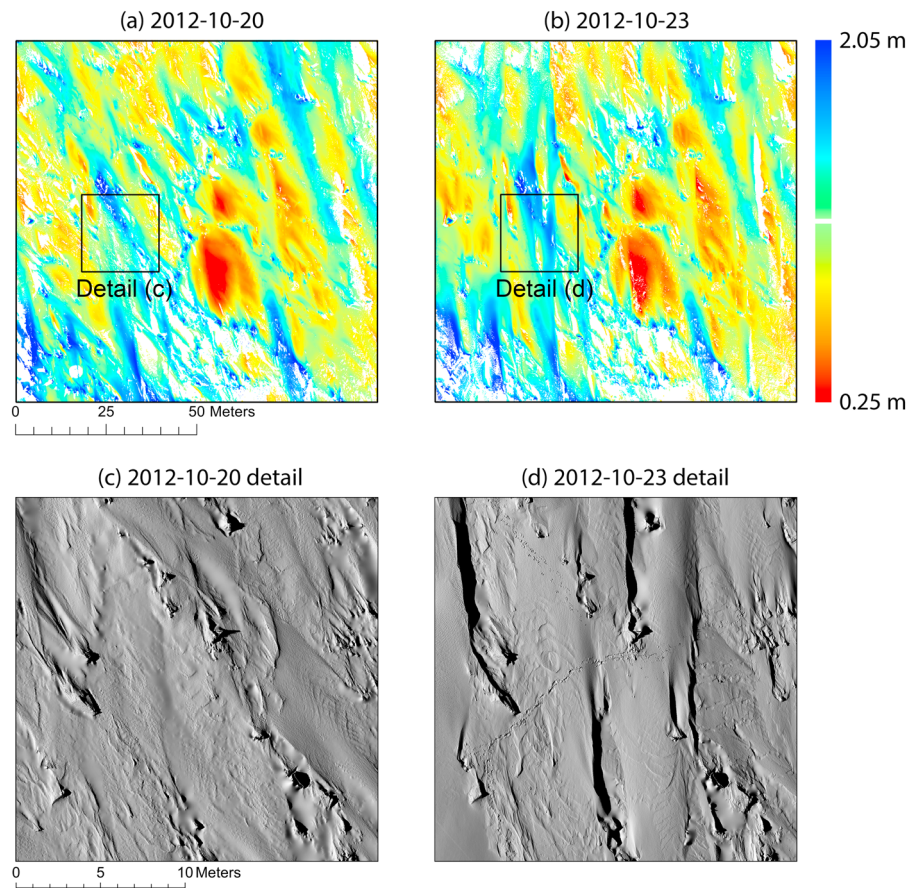 (a) 2012-10-20
(b) 2012-10-23
2.05 m
Detail (c)
Detail (d)
0.25 m
0 25 50 Meters
(c) 2012-10-20 detail
(d) 2012-10-23 detail
0 5 10 Meters